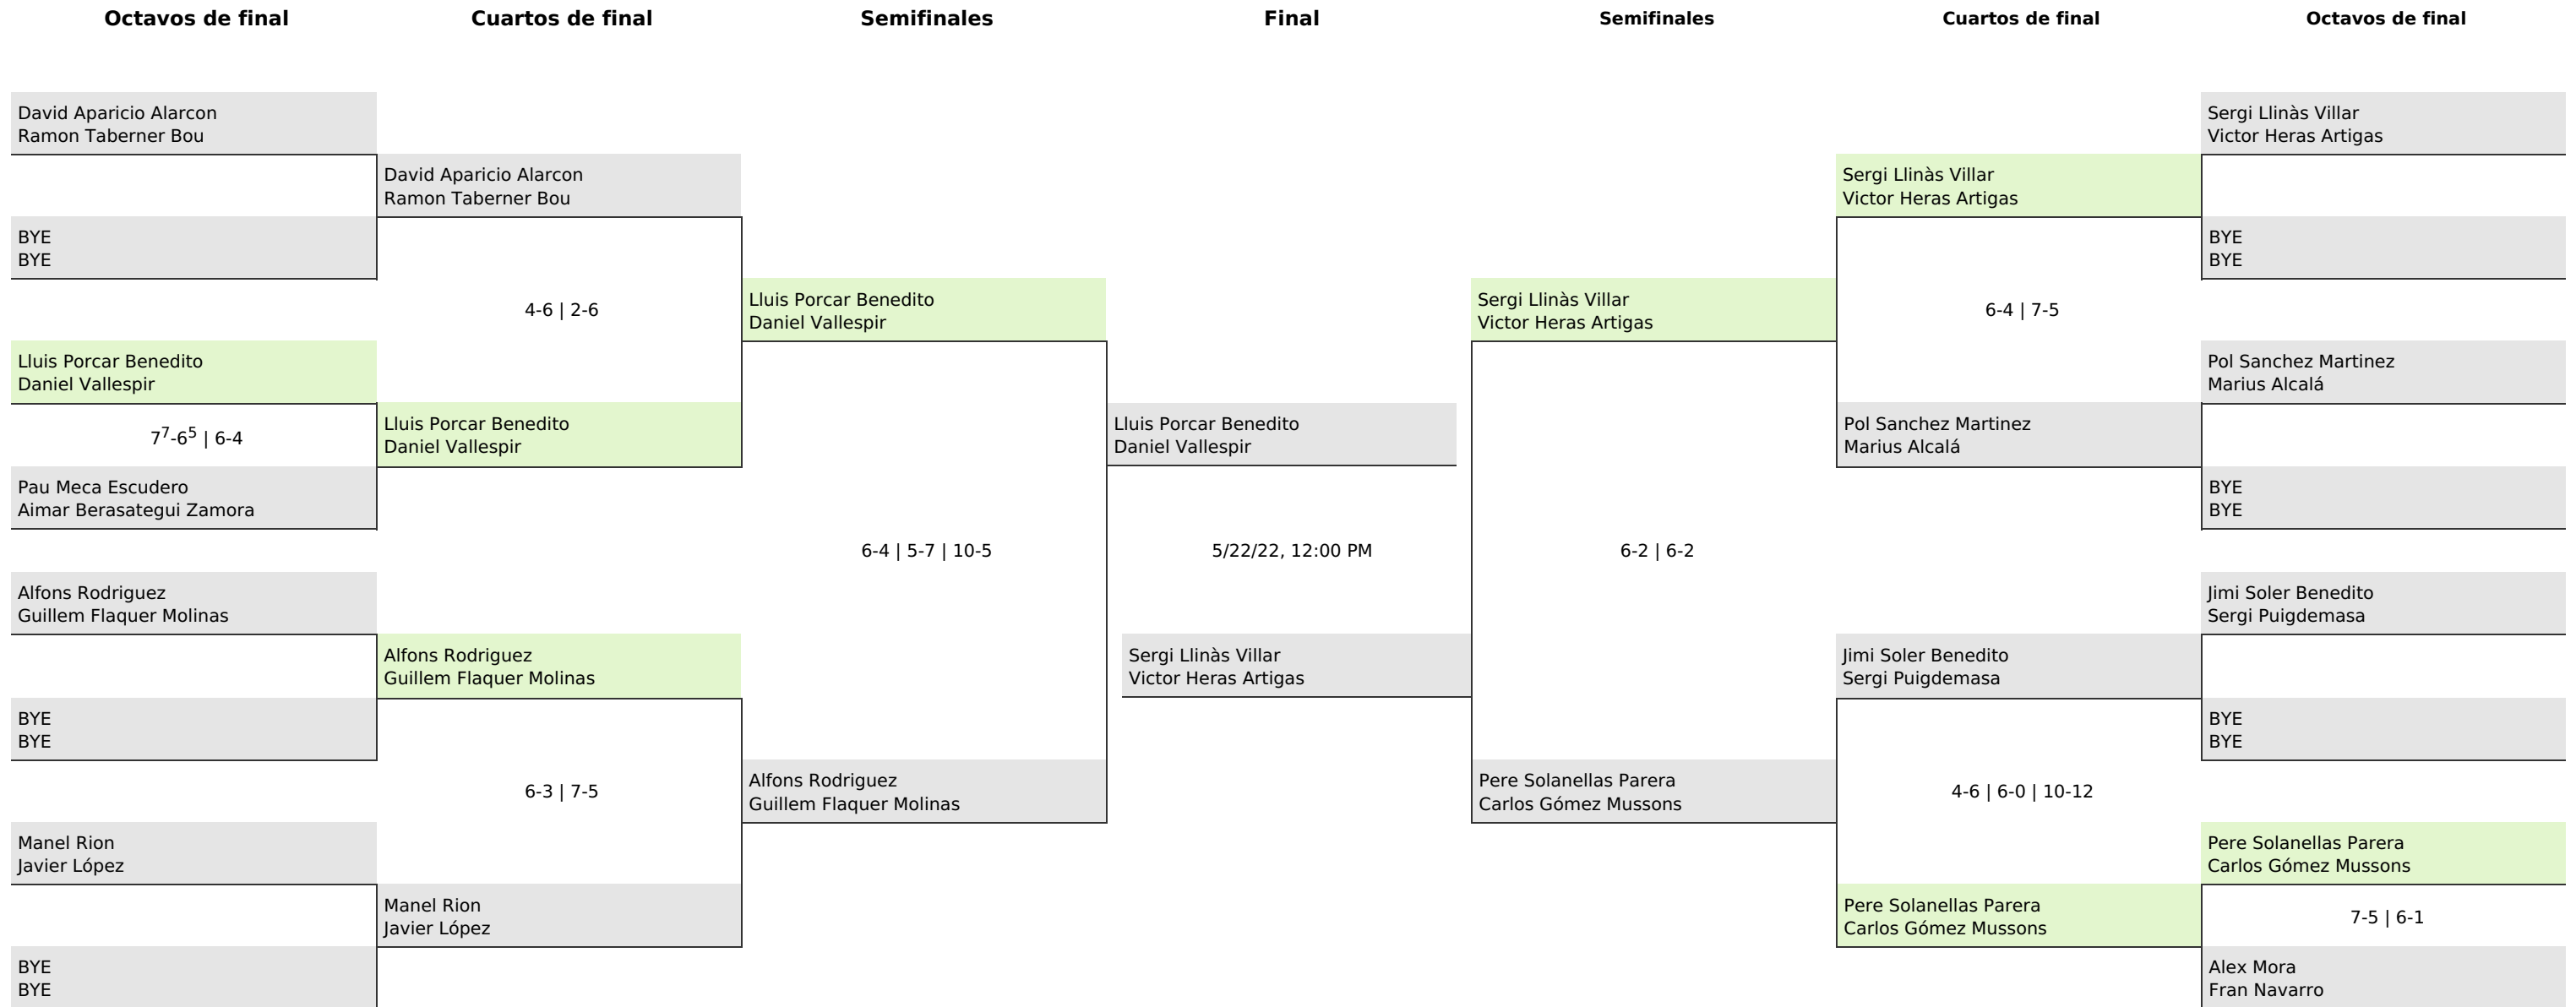 Octavos de final
Cuartos de final
Semifinales
Final
Semifinales
Cuartos de final
Octavos de final
David Aparicio Alarcon
Ramon Taberner Bou
BYE
BYE
Lluis Porcar Benedito
Daniel Vallespir
7⁷-6⁵ | 6-4
Pau Meca Escudero
Aimar Berasategui Zamora
Alfons Rodriguez
Guillem Flaquer Molinas
BYE
BYE
Manel Rion
Javier López
BYE
BYE
David Aparicio Alarcon
Ramon Taberner Bou
4-6 | 2-6
Lluis Porcar Benedito
Daniel Vallespir
Alfons Rodriguez
Guillem Flaquer Molinas
6-3 | 7-5
Manel Rion
Javier López
Lluis Porcar Benedito
Daniel Vallespir
6-4 | 5-7 | 10-5
Alfons Rodriguez
Guillem Flaquer Molinas
Lluis Porcar Benedito
Daniel Vallespir
5/22/22, 12:00 PM
Sergi Llinàs Villar
Victor Heras Artigas
Sergi Llinàs Villar
Victor Heras Artigas
6-2 | 6-2
Pere Solanellas Parera
Carlos Gómez Mussons
Sergi Llinàs Villar
Victor Heras Artigas
6-4 | 7-5
Pol Sanchez Martinez
Marius Alcalá
Jimi Soler Benedito
Sergi Puigdemasa
4-6 | 6-0 | 10-12
Pere Solanellas Parera
Carlos Gómez Mussons
Sergi Llinàs Villar
Victor Heras Artigas
BYE
BYE
Pol Sanchez Martinez
Marius Alcalá
BYE
BYE
Jimi Soler Benedito
Sergi Puigdemasa
BYE
BYE
Pere Solanellas Parera
Carlos Gómez Mussons
7-5 | 6-1
Alex Mora
Fran Navarro